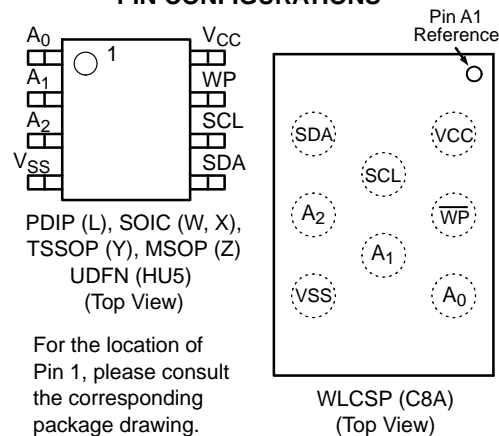 PIN CONFIGURATIONS
A0 1 VCC
A1 WP
A2 SCL
VSS SDA
PDIP (L), SOIC (W, X),
TSSOP (Y), MSOP (Z)
UDFN (HU5)
(Top View)
For the location of
Pin 1, please consult
the corresponding
package drawing.
Pin A1
Reference
SDA VCC
SCL
A2 WP
A1
VSS A0
WLCSP (C8A)
(Top View)